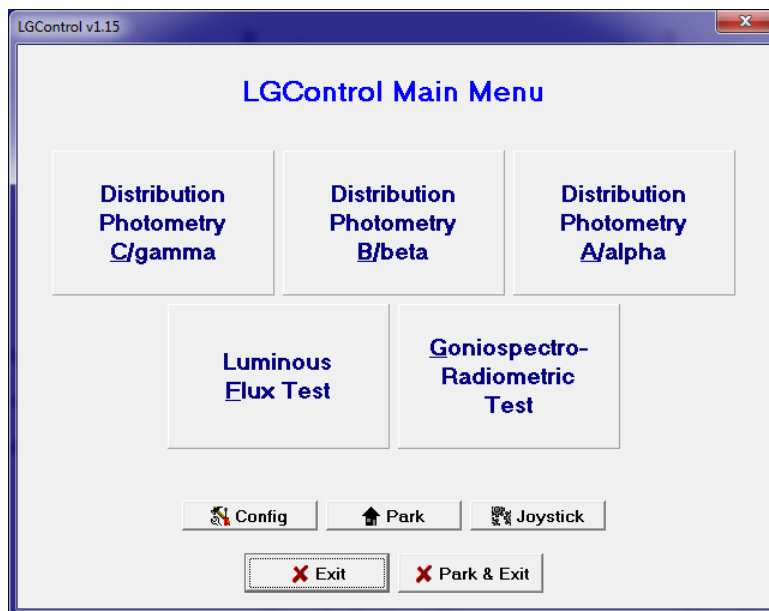 LGControl v1.15
LGControl Main Menu
Distribution
Photometry
C/gamma
Distribution
Photometry
B/beta
Distribution
Photometry
A/alpha
Luminous
Flux Test
Goniospectro-
Radiometric
Test
Config
Park
Joystick
Exit
Park & Exit